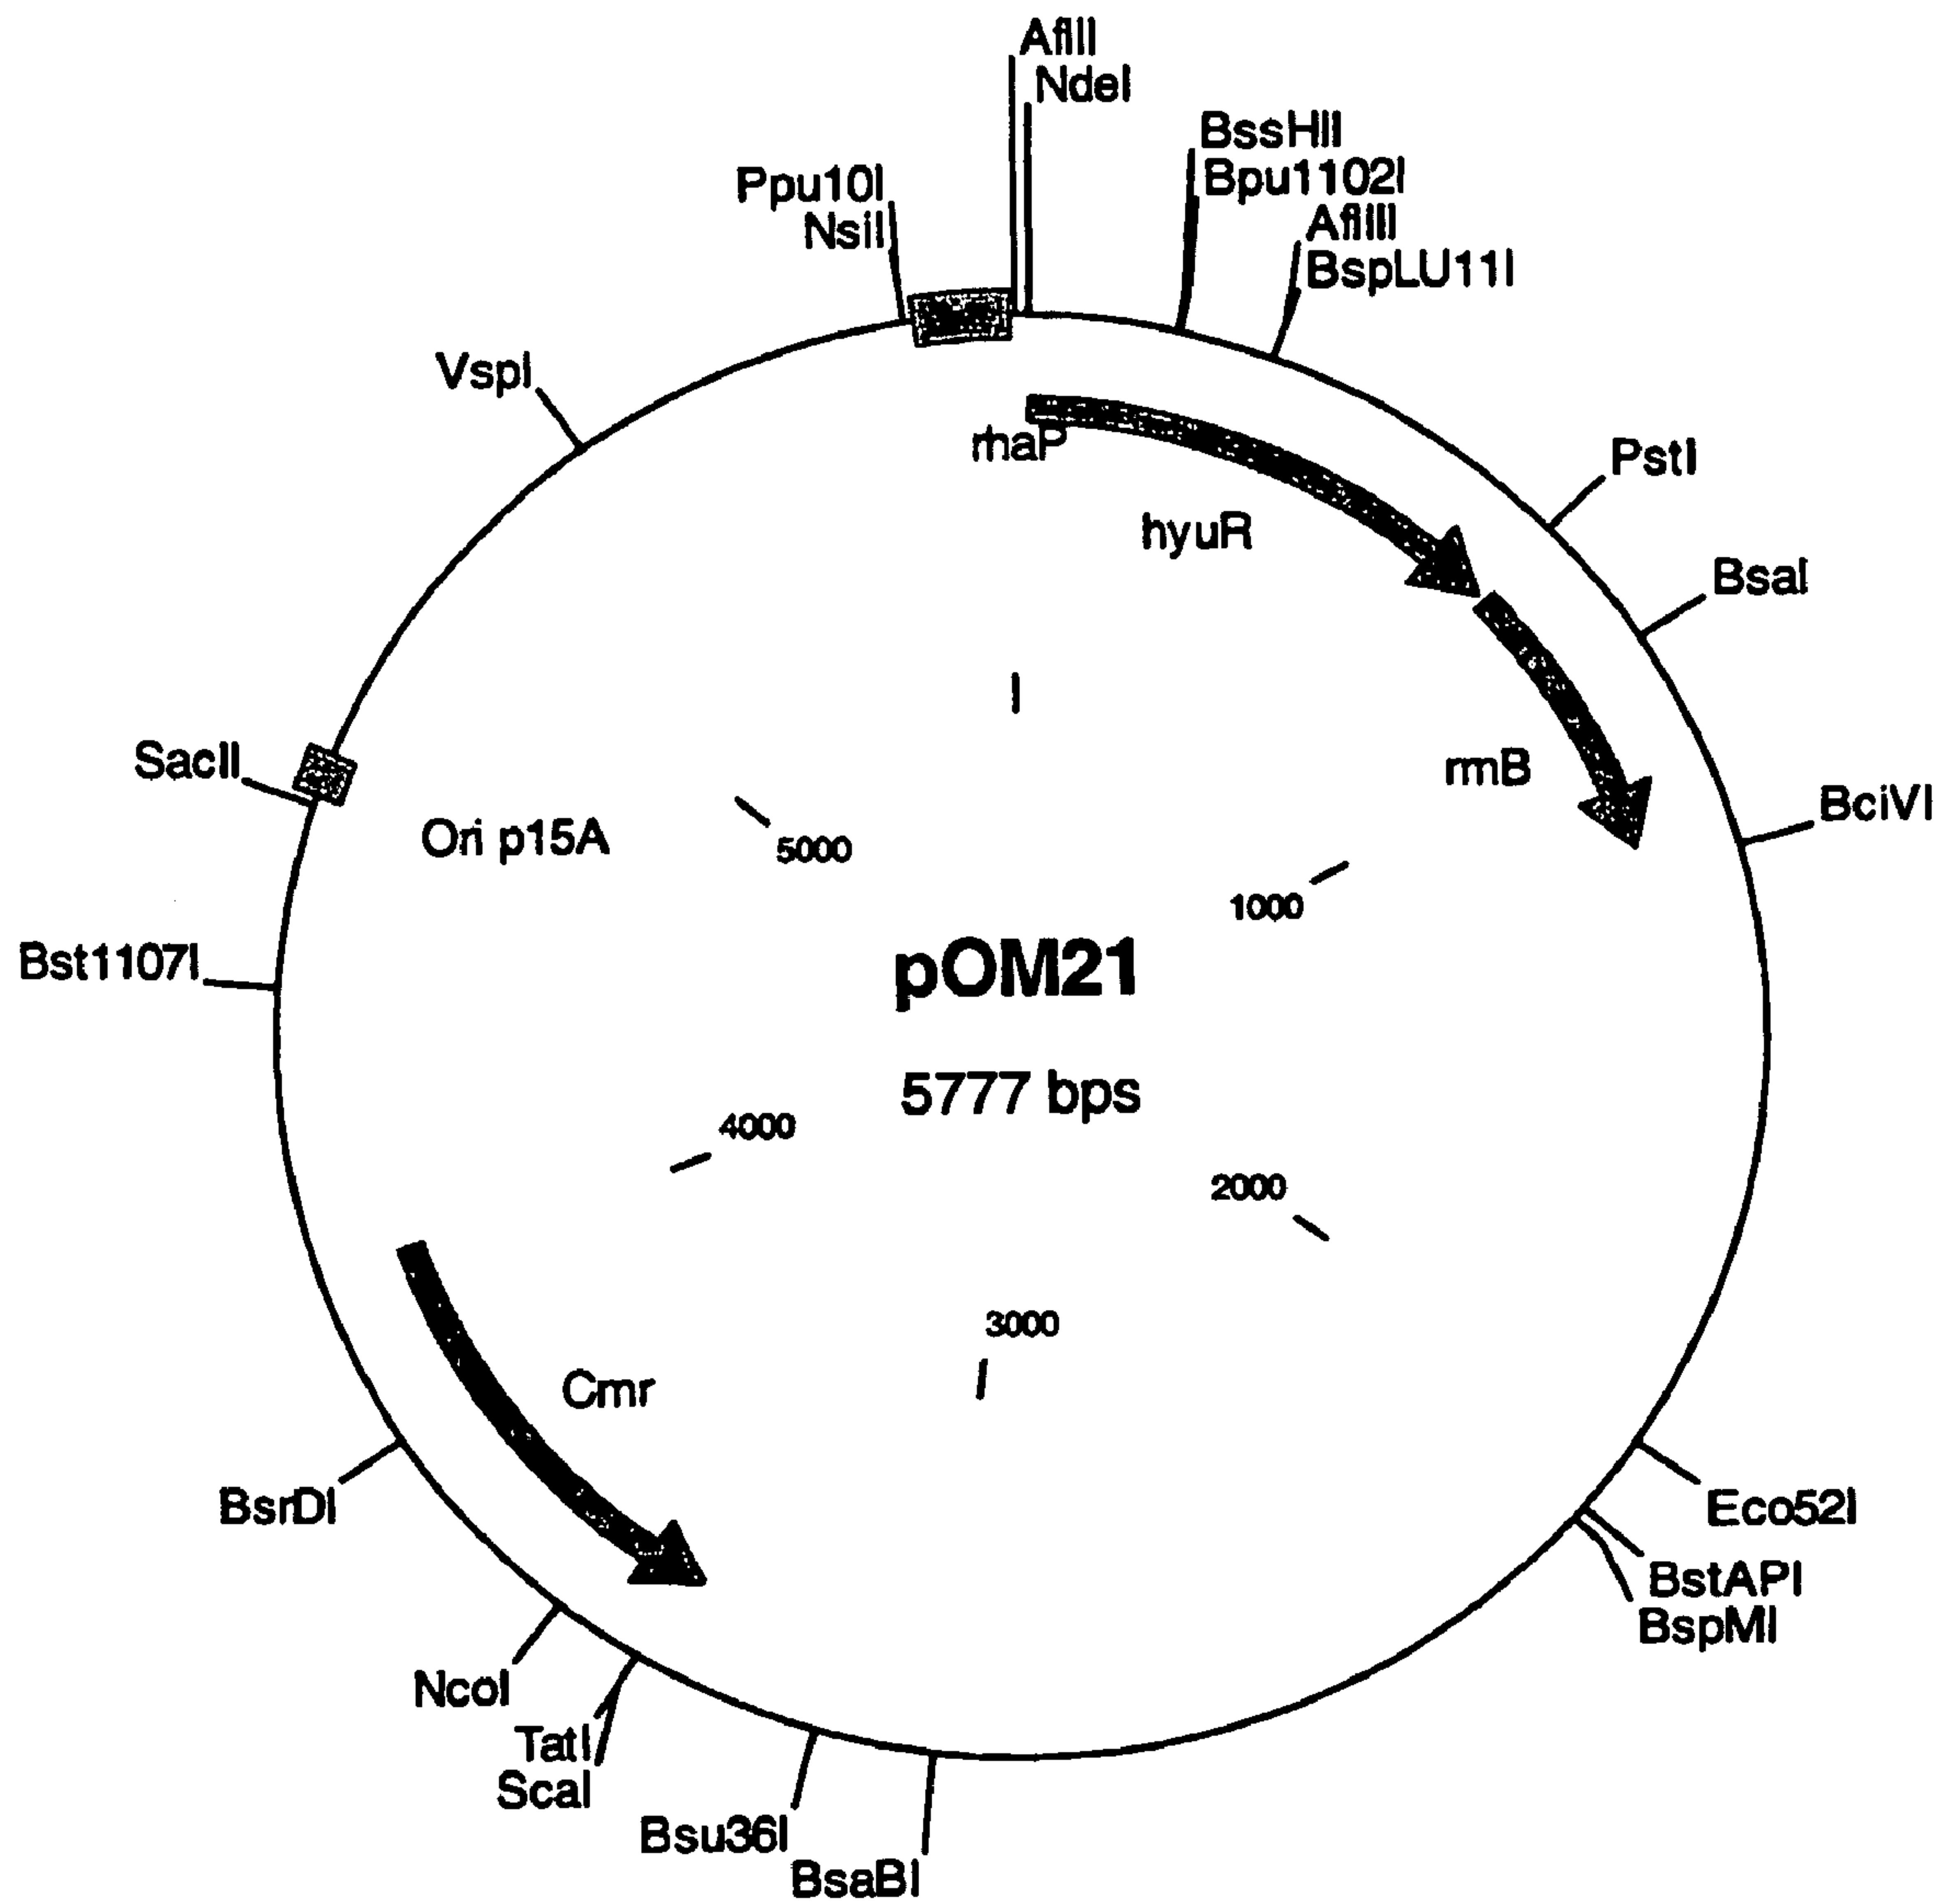 AflII
NdeI
BssHII
Bpu1102I
AflIII
BspLU11I
Ppu10I
NsiI
VspI
rhaP
hyuR
PstI
BsaI
SacII
Ori p15A
5000
rrnB
BciVI
1000
Bst1107I
pOM21
5777 bps
4000
2000
3000
Cmr
BsrDI
Eco52I
BstAPI
BspMI
NcoI
TatI
ScaI
Bsu36I
BsaBI